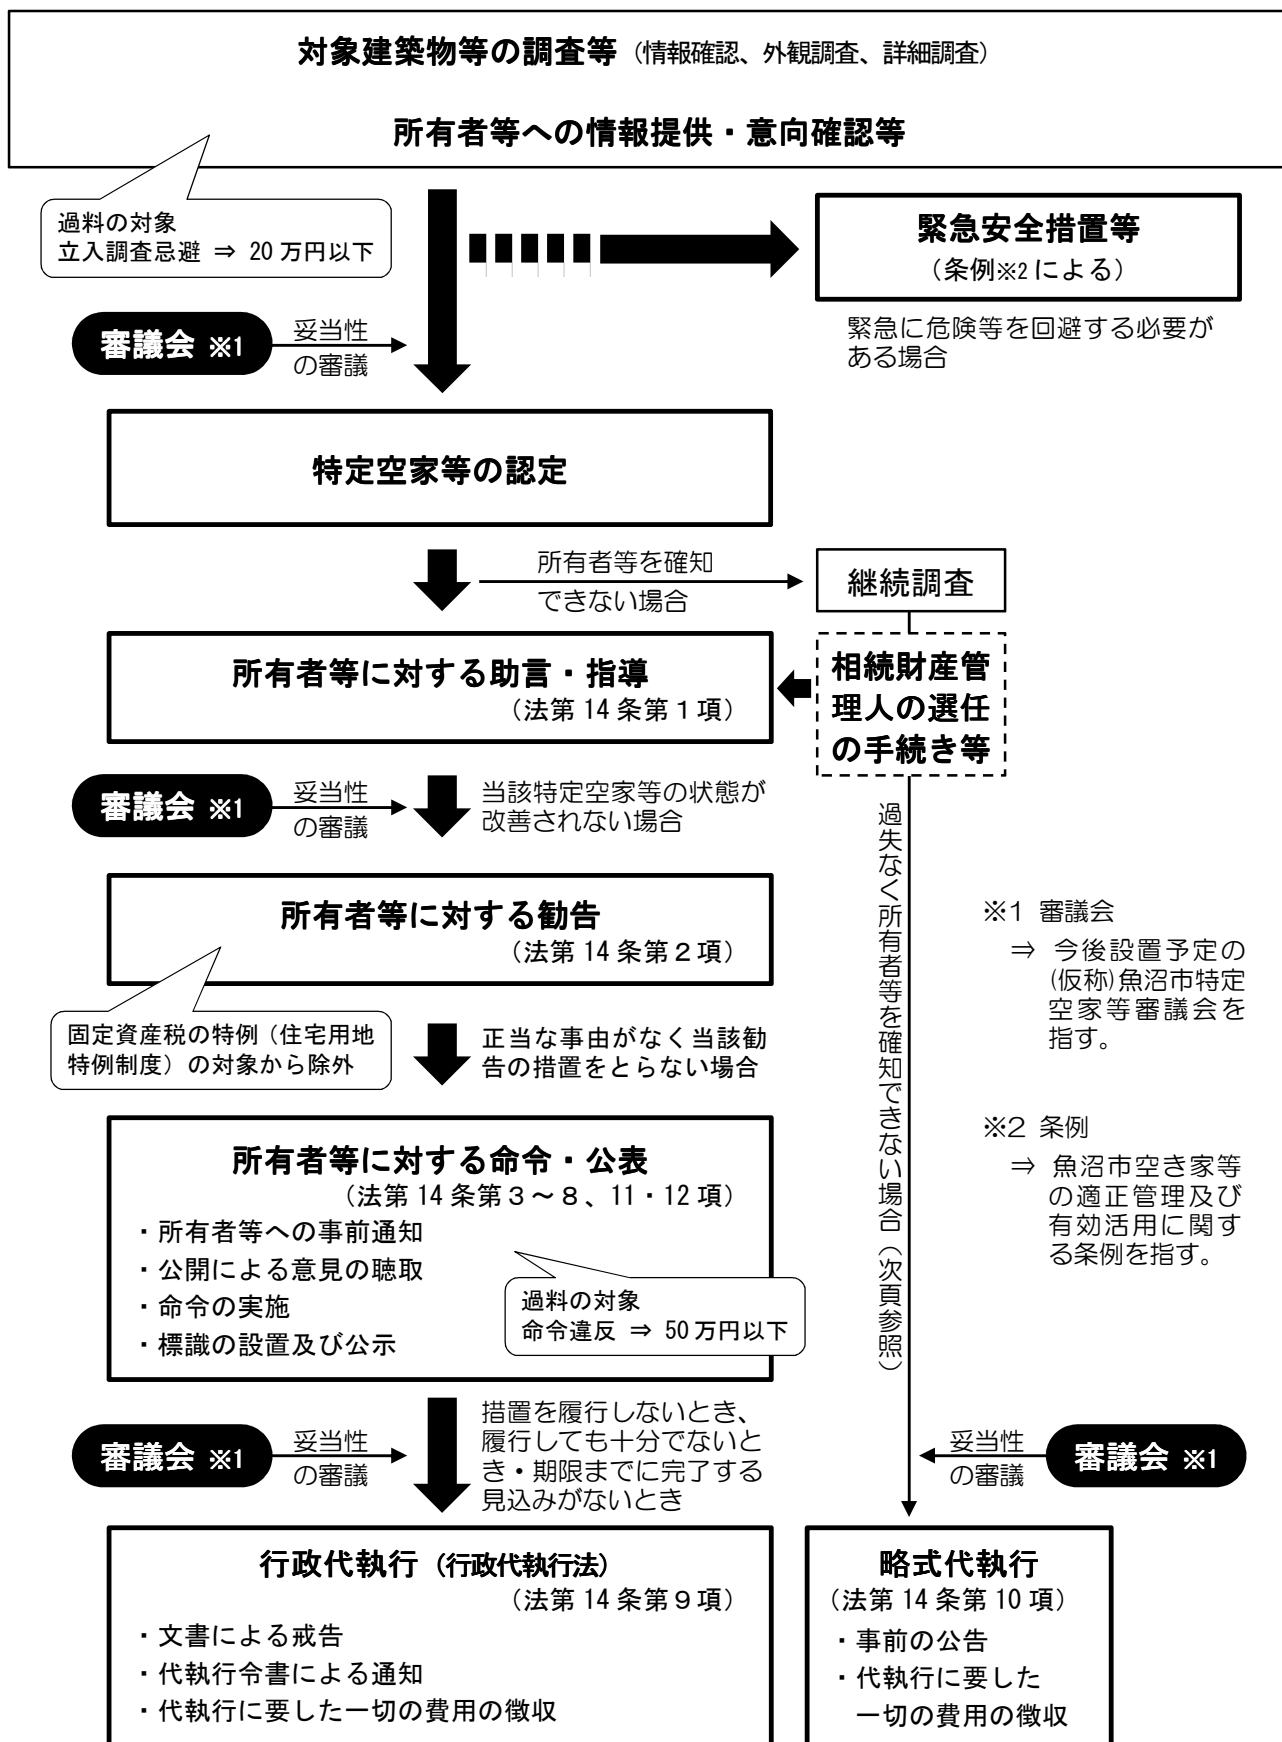 対象建築物等の調査等（情報確認、外観調査、詳細調査）
所有者等への情報提供・意向確認等
過料の対象
立入調査忌避 ⇒ 20 万円以下
緊急安全措置等
（条例※2 による）
緊急に危険等を回避する必要が
ある場合
審議会 ※1
妥当性
の審議
特定空家等の認定
所有者等を確知
できない場合
継続調査
所有者等に対する助言・指導
（法第 14 条第 1 項）
相続財産管
理人の選任
の手続き等
審議会 ※1
妥当性
の審議
当該特定空家等の状態が
改善されない場合
過失なく所有者等を確知できない場合（次頁参照）
所有者等に対する勧告
（法第 14 条第 2 項）
固定資産税の特例（住宅用地
特例制度）の対象から除外
正当な事由がなく当該勧
告の措置をとらない場合
※1 審議会
⇒ 今後設置予定の
(仮称)魚沼市特定
空家等審議会を
指す。
※2 条例
⇒ 魚沼市空き家等
の適正管理及び
有効活用に関す
る条例を指す。
所有者等に対する命令・公表
（法第 14 条第 3～8、11・12 項）
・所有者等への事前通知
・公開による意見の聴取
・命令の実施
・標識の設置及び公示
過料の対象
命令違反 ⇒ 50 万円以下
審議会 ※1
妥当性
の審議
措置を履行しないとき、
履行しても十分でないと
き・期限までに完了する
見込みがないとき
妥当性
の審議
審議会 ※1
行政代執行（行政代執行法）
（法第 14 条第 9 項）
・文書による戒告
・代執行令書による通知
・代執行に要した一切の費用の徴収
略式代執行
（法第 14 条第 10 項）
・事前の公告
・代執行に要した
一切の費用の徴収